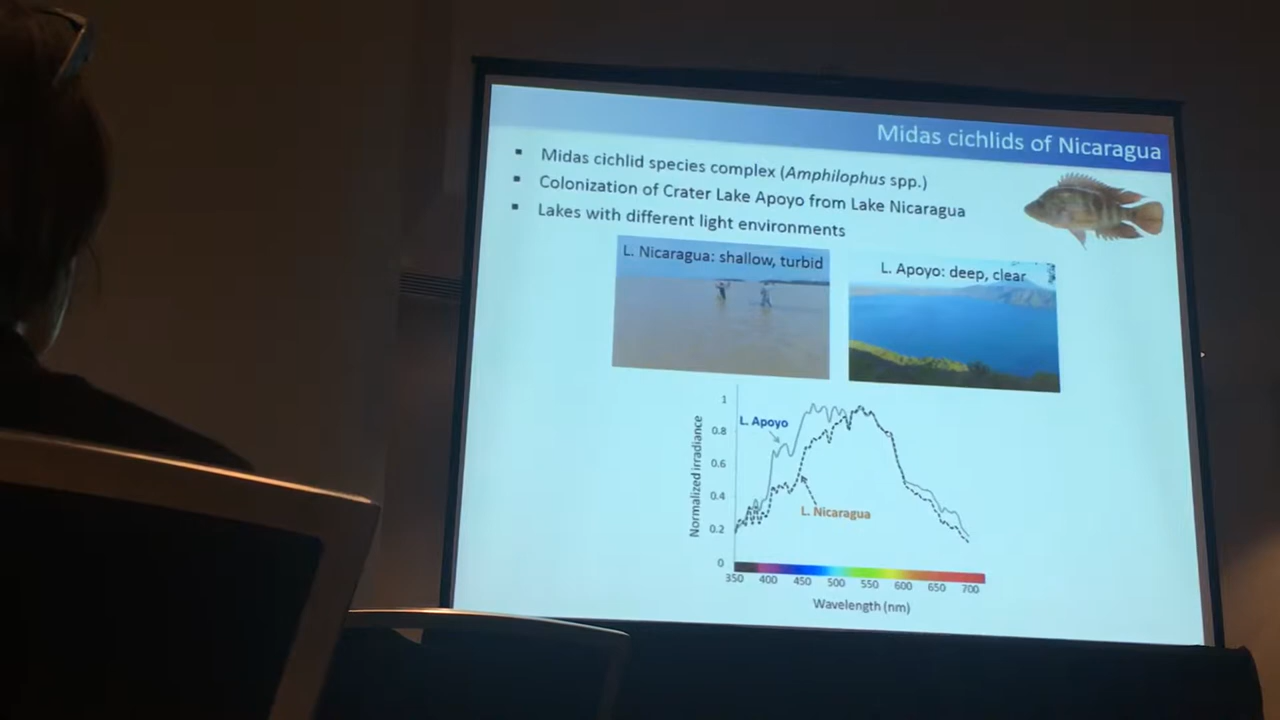 Midas cichlids of Nicaragua
▪ Midas cichlid species complex (Amphilophus spp.)
▪ Colonization of Crater Lake Apoyo from Lake Nicaragua
▪ Lakes with different light environments
L. Nicaragua: shallow, turbid
L. Apoyo: deep, clear
Normalized irradiance
1
0.8
0.6
0.4
0.2
0
L. Apoyo
L. Nicaragua
350 400 450 500 550 600 650 700
Wavelength (nm)